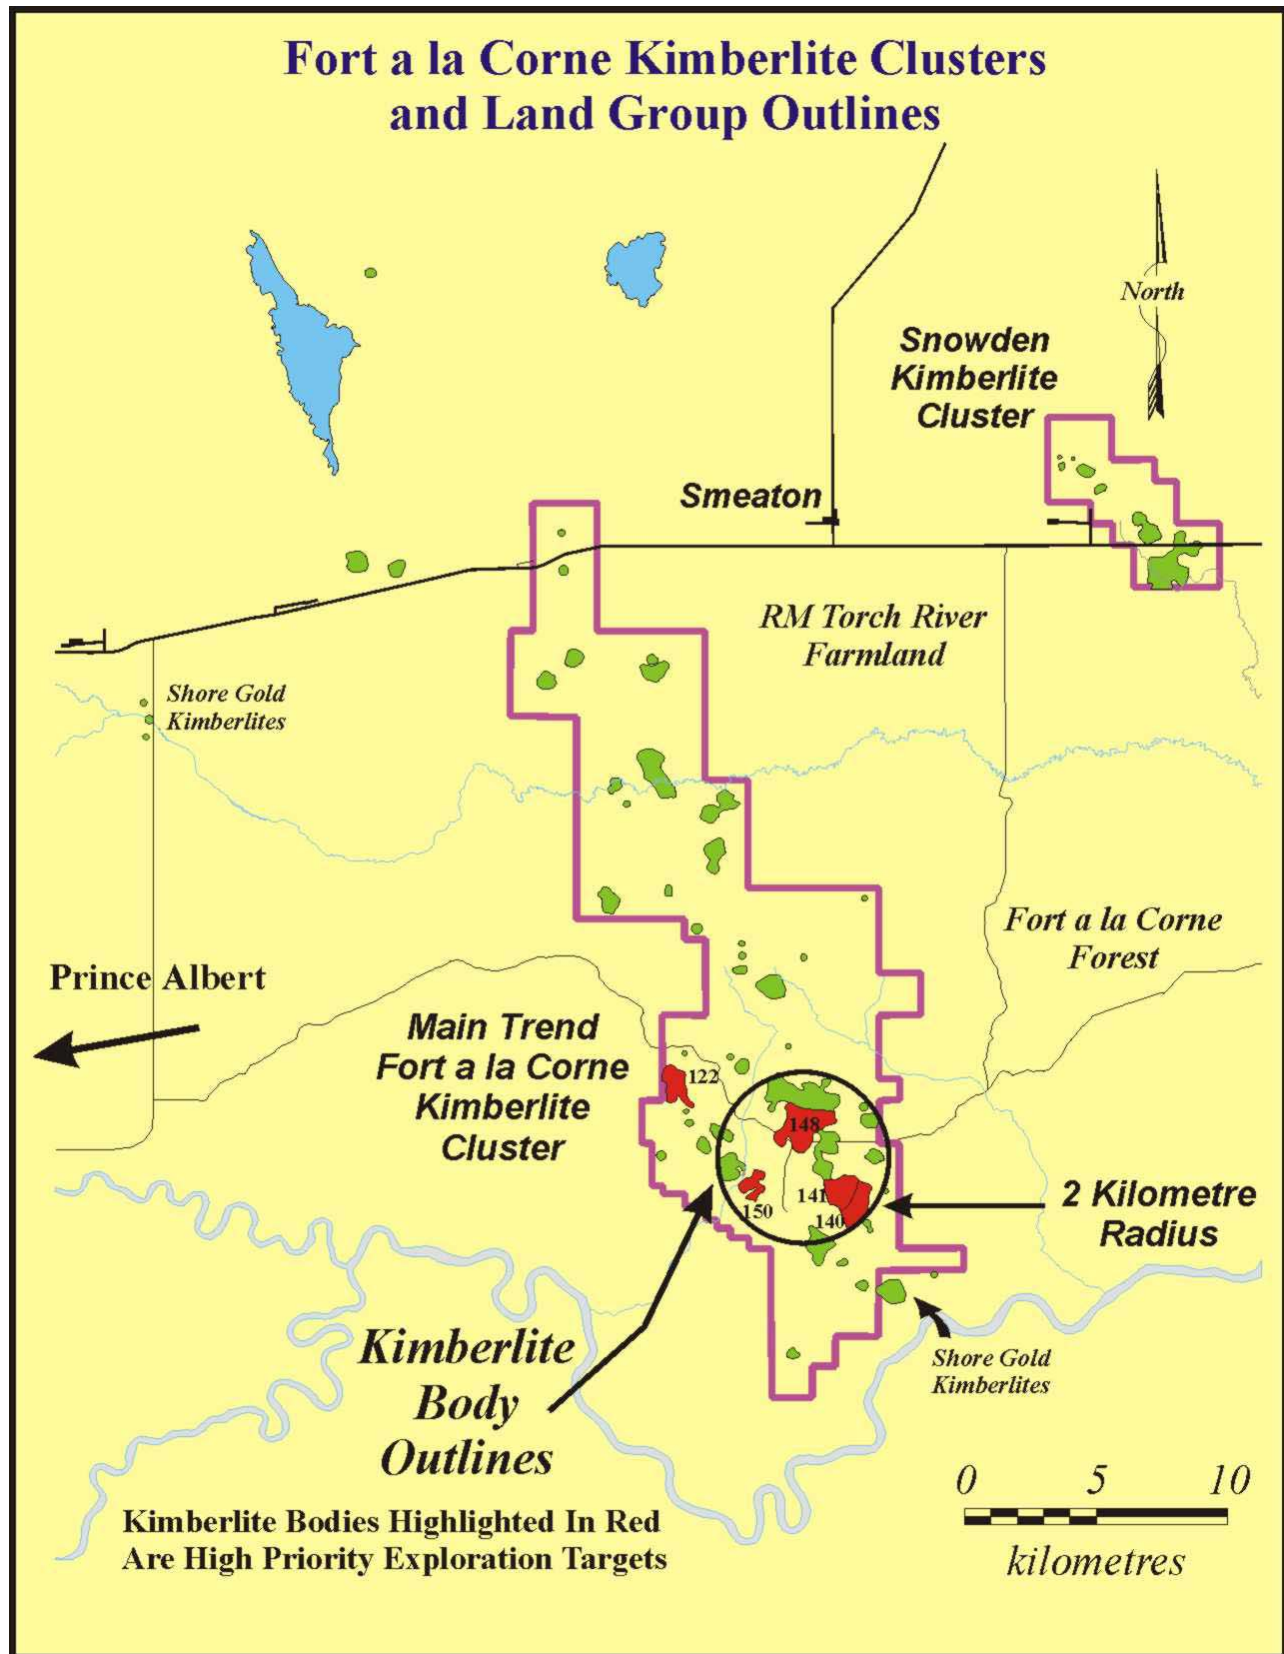 Fort a la Corne Kimberlite Clusters
and Land Group Outlines
North
Snowden
Kimberlite
Cluster
Smeaton
RM Torch River
Farmland
Shore Gold
Kimberlites
Fort a la Corne
Forest
Prince Albert
Main Trend
Fort a la Corne
Kimberlite
Cluster
122
148
141
150
140
2 Kilometre
Radius
Kimberlite
Body
Outlines
Shore Gold
Kimberlites
Kimberlite Bodies Highlighted In Red
Are High Priority Exploration Targets
0 5 10
kilometres